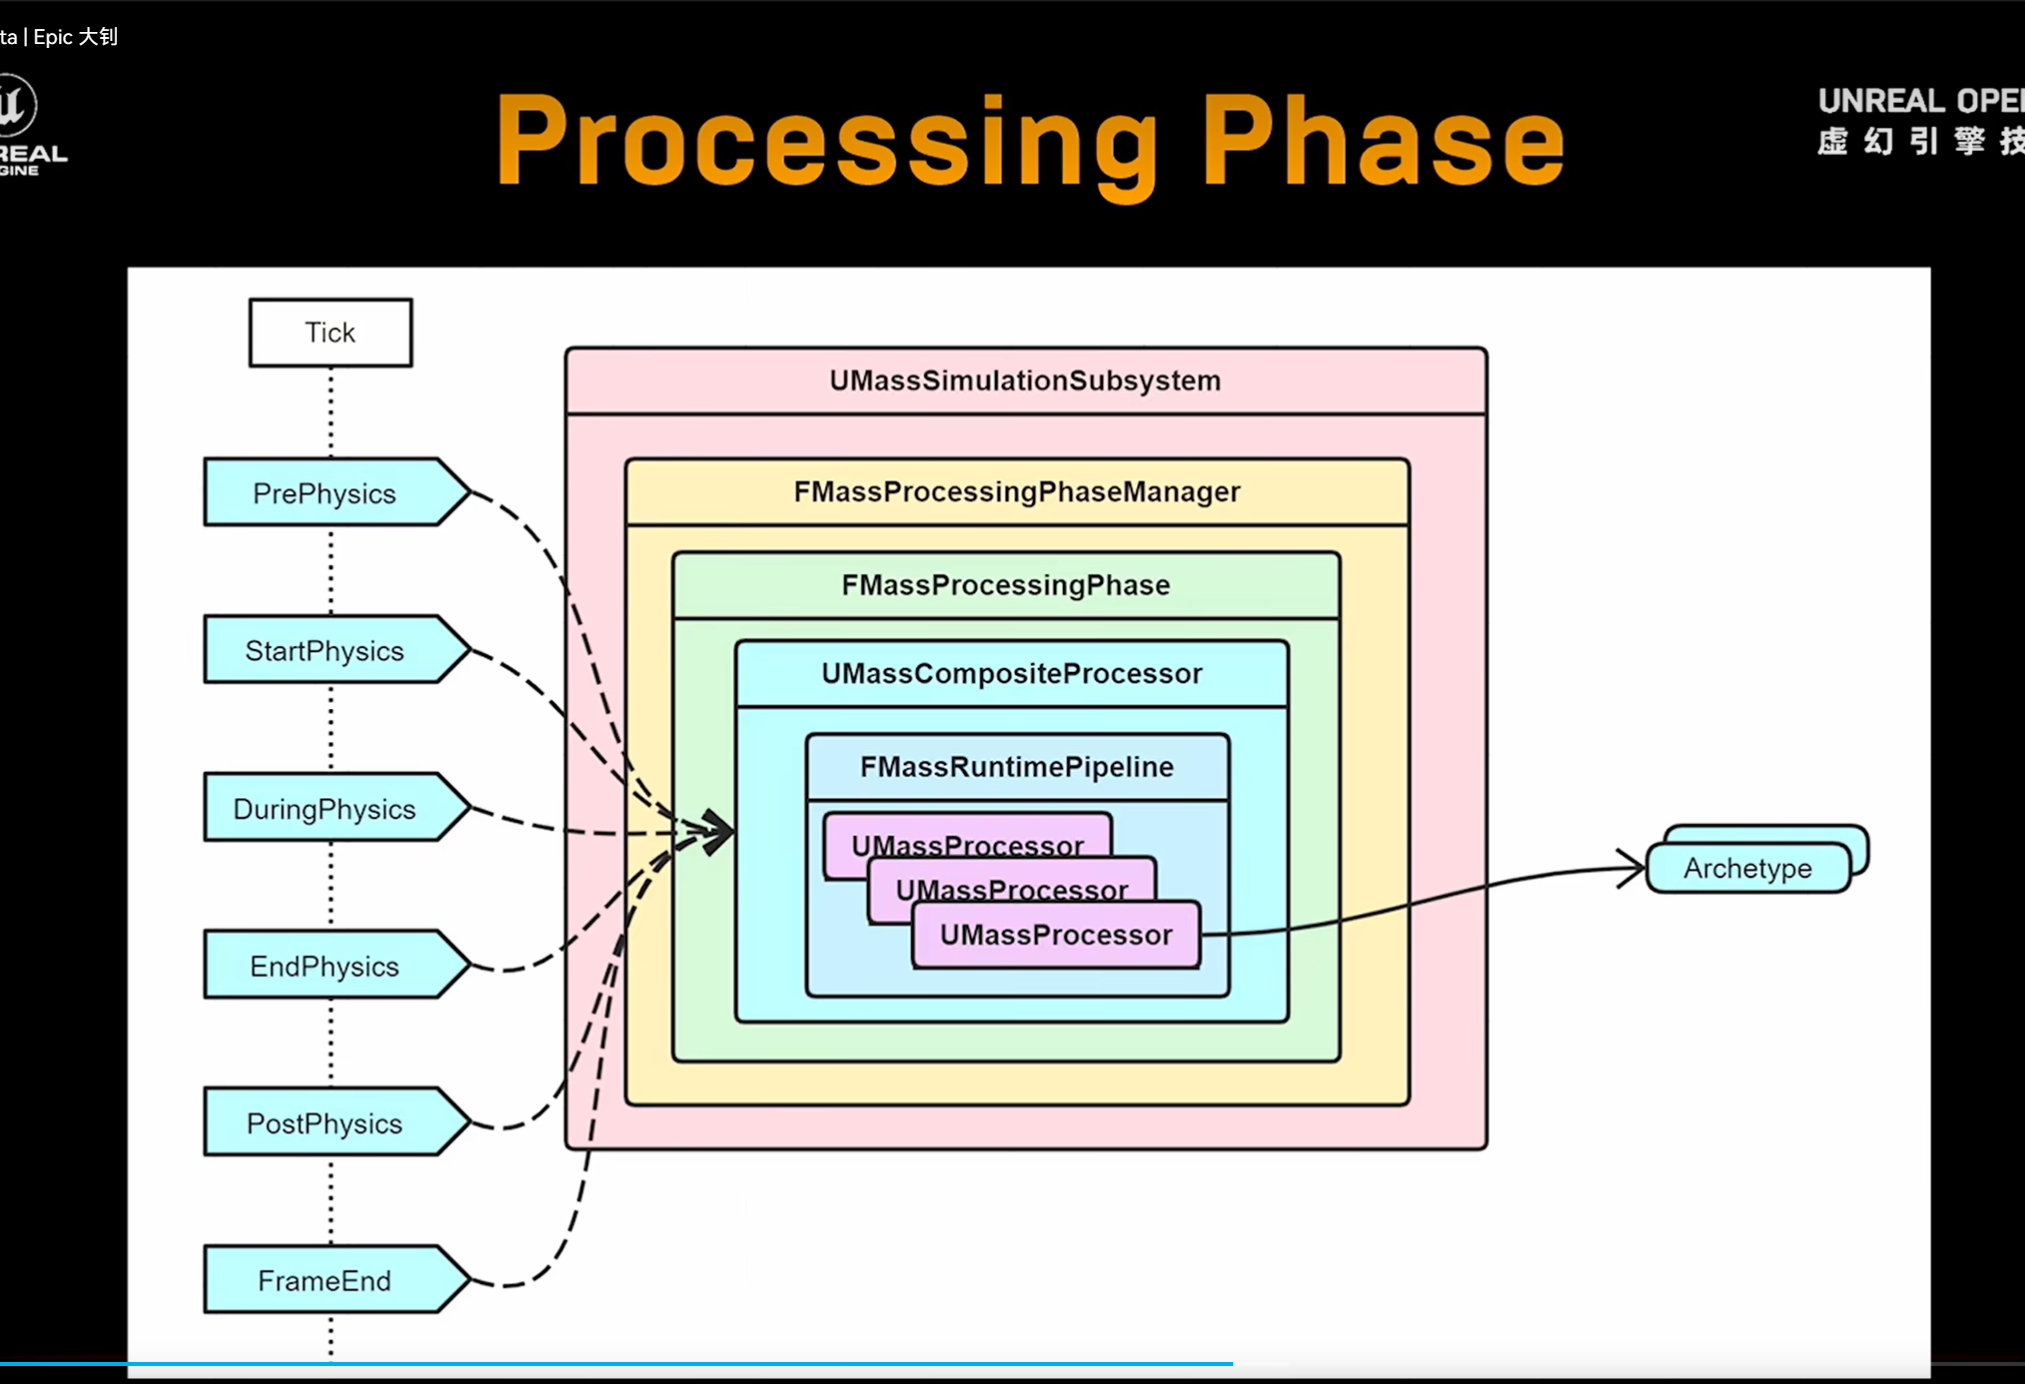 ta | Epic 大钊
REAL
GINE
Processing Phase
UNREAL OPE
虚幻引擎技
Tick
PrePhysics
StartPhysics
DuringPhysics
EndPhysics
PostPhysics
FrameEnd
UMassSimulationSubsystem
FMassProcessingPhaseManager
FMassProcessingPhase
UMassCompositeProcessor
FMassRuntimePipeline
UMassProcessor
UMassProcessor
UMassProcessor
Archetype